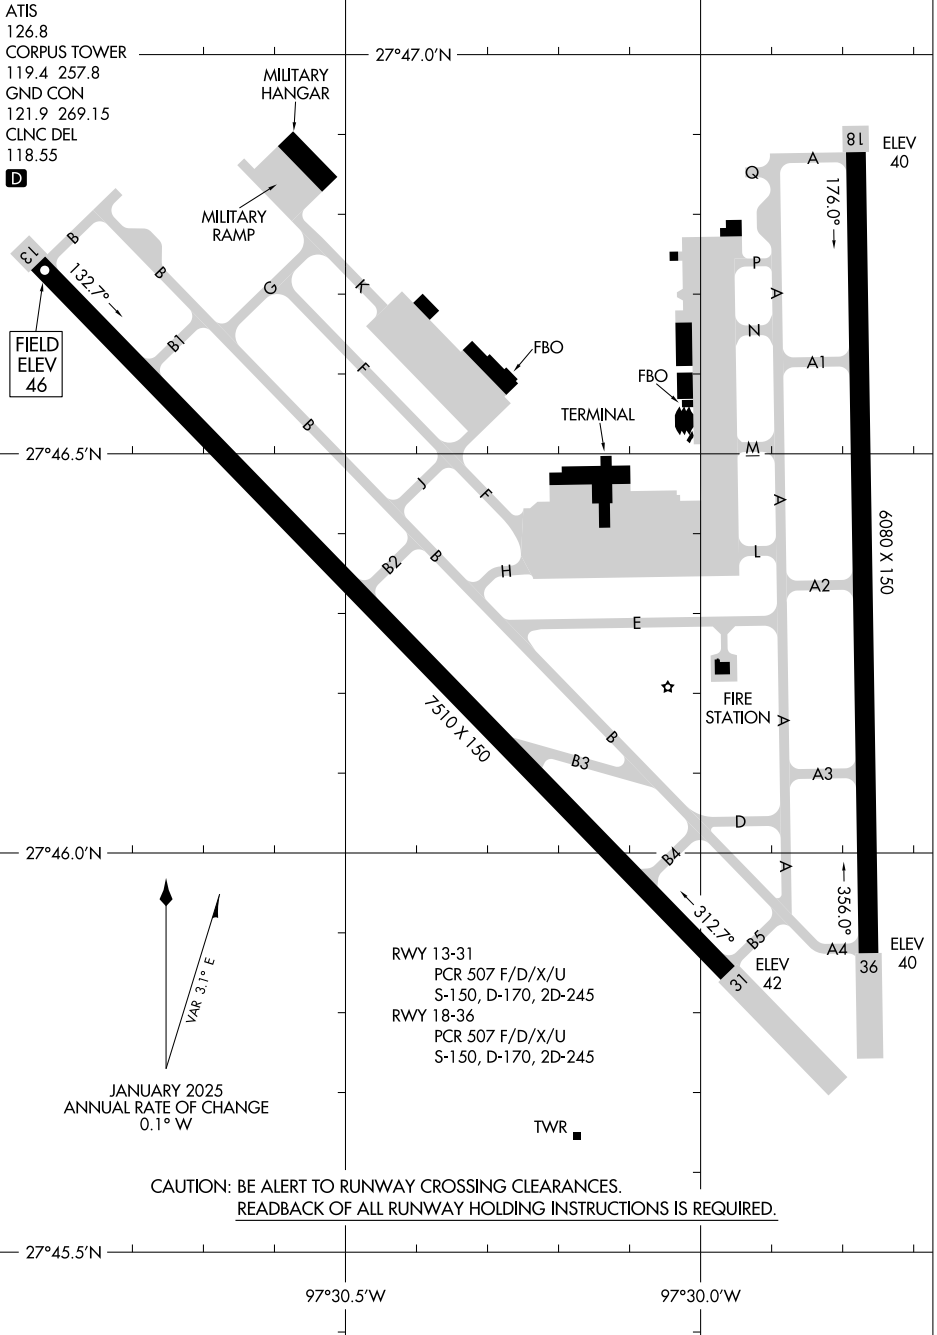 ATIS
126.8
CORPUS TOWER
119.4 257.8
GND CON
121.9 269.15
CLNC DEL
118.55
D
27°47.0'N
MILITARY
HANGAR
MILITARY
RAMP
18
ELEV
40
A
Q
176.0°
13
B
132.7°
B
G
K
P
A
N
FIELD
ELEV
46
B1
F
FBO
A1
FBO
TERMINAL
B
27°46.5'N
M
J
F
A
6080 X 150
L
B2
B
H
A2
E
FIRE
STATION
A
7510 X 150
B
B3
A3
D
27°46.0'N
B4
A
312.7°
356.0°
B5
A4
ELEV
40
36
31
ELEV
42
VAR 3.1° E
RWY 13-31
PCR 507 F/D/X/U
S-150, D-170, 2D-245
RWY 18-36
PCR 507 F/D/X/U
S-150, D-170, 2D-245
JANUARY 2025
ANNUAL RATE OF CHANGE
0.1° W
TWR
CAUTION: BE ALERT TO RUNWAY CROSSING CLEARANCES.
READBACK OF ALL RUNWAY HOLDING INSTRUCTIONS IS REQUIRED.
27°45.5'N
97°30.5'W
97°30.0'W